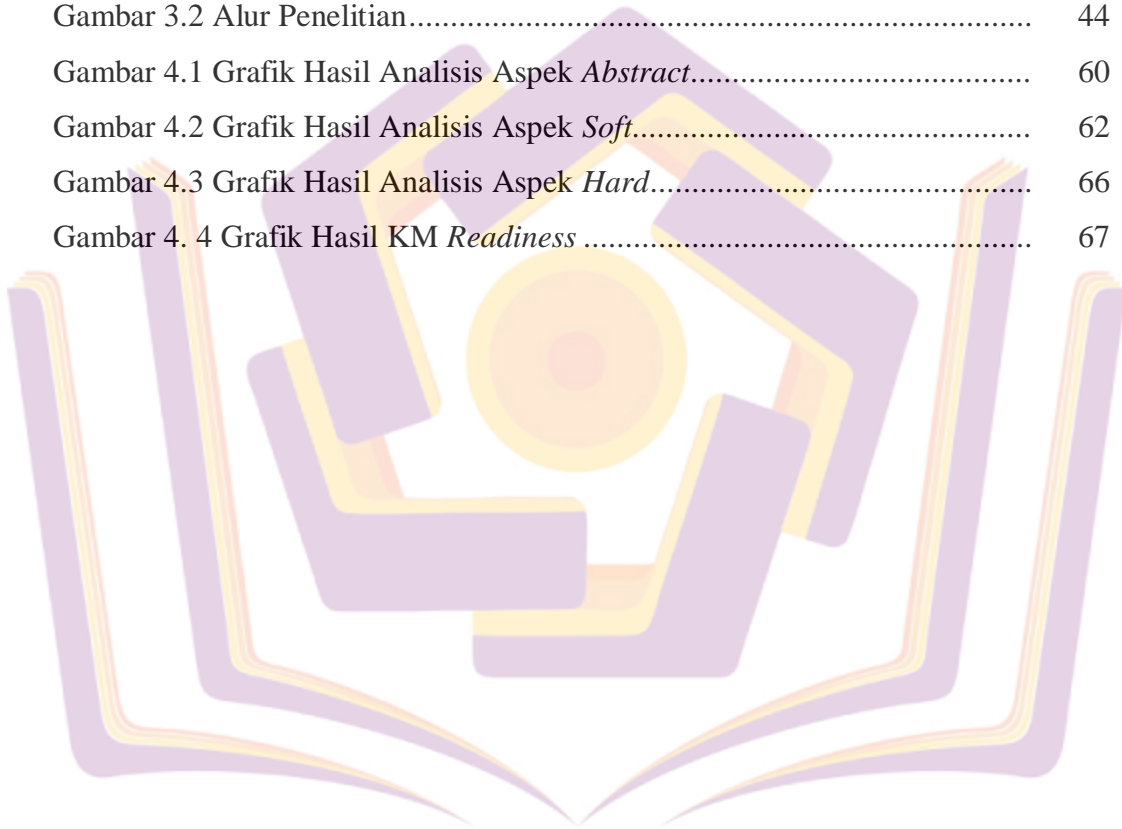 Gambar 3.2 Alur Penelitian.................................................................................. 44
Gambar 4.1 Grafik Hasil Analisis Aspek Abstract............................................. 60
Gambar 4.2 Grafik Hasil Analisis Aspek Soft.................................................... 62
Gambar 4.3 Grafik Hasil Analisis Aspek Hard.................................................. 66
Gambar 4. 4 Grafik Hasil KM Readiness ........................................................... 67